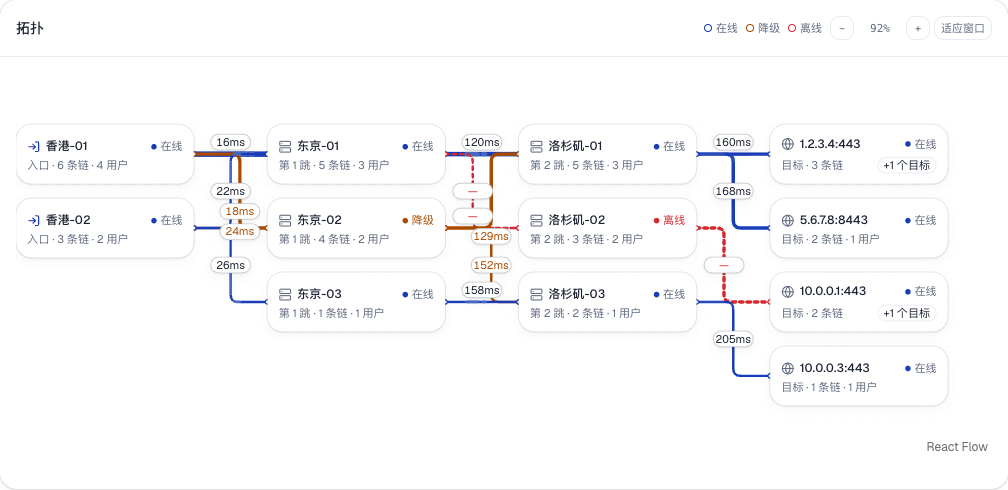 拓扑
在线 降级 离线 − 92% + 适应窗口
香港-01 在线
入口 · 6 条链 · 4 用户
香港-02 在线
入口 · 3 条链 · 2 用户
16ms
22ms
18ms
24ms
26ms
东京-01 在线
第 1 跳 · 5 条链 · 3 用户
东京-02 降级
第 1 跳 · 4 条链 · 2 用户
东京-03 在线
第 1 跳 · 1 条链 · 1 用户
120ms
—
—
129ms
152ms
158ms
洛杉矶-01 在线
第 2 跳 · 5 条链 · 3 用户
洛杉矶-02 离线
第 2 跳 · 3 条链 · 2 用户
洛杉矶-03 在线
第 2 跳 · 2 条链 · 1 用户
160ms
168ms
—
205ms
1.2.3.4:443 在线
目标 · 3 条链 +1 个目标
5.6.7.8:8443 在线
目标 · 2 条链 · 1 用户
10.0.0.1:443 在线
目标 · 2 条链 +1 个目标
10.0.0.3:443 在线
目标 · 1 条链 · 1 用户
React Flow